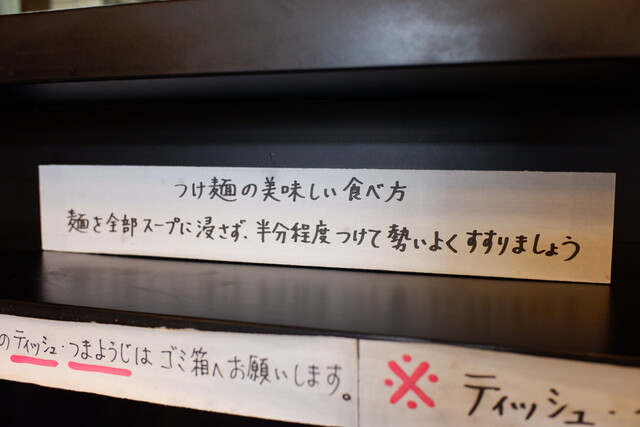 つけ麺の美味しい食べ方
麺を全部スープに浸さず、半分程度つけて勢いよくすすりましょう
のティッシュ・つまようじはゴミ箱へお願いします。
※ ティッシュ・